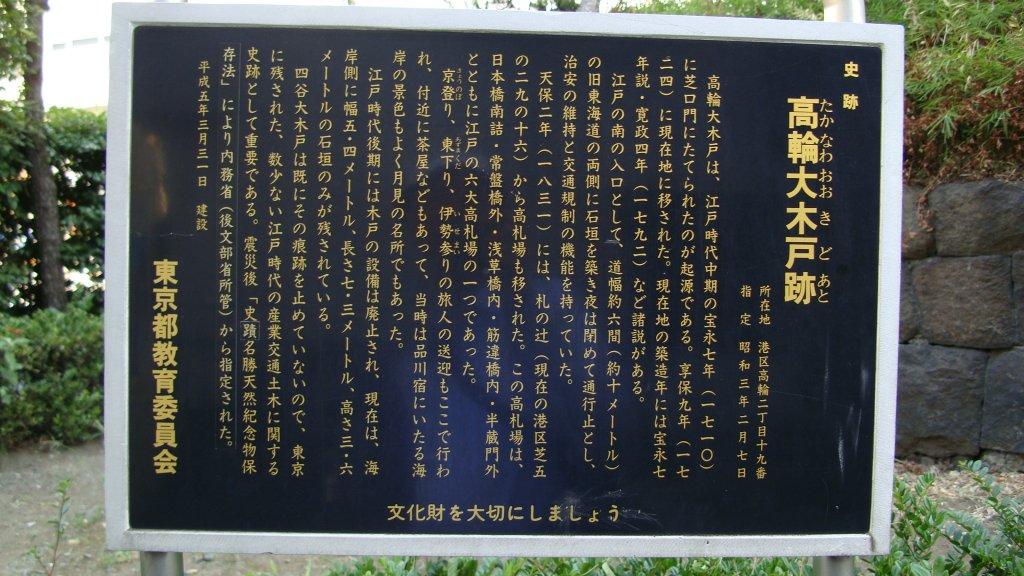 史跡
高輪大木戸跡
たかなわおおきどあと
所在地 港区高輪二丁目十九番
指定 昭和三年二月七日
高輪大木戸は、江戸時代中期の宝永七年（一七一〇）
に芝口門にたてられたのが起源である。享保九年（一七
二四）に現在地に移された。現在地の築造年には宝永七
年説・寛政四年（一七九二）など諸説がある。
江戸の南の入口として、道幅約六間（約十メートル）
の旧東海道の両側に石垣を築き夜は閉めて通行止とし、
治安の維持と交通規制の機能を持っていた。
天保二年（一八三一）には、札の辻（現在の港区芝五
の二九の十六）から高札場も移された。この高札場は、
日本橋南詰・常盤橋外・浅草橋内・筋違橋内・半蔵門外
とともに江戸の六大高札場の一つであった。
京登り、東下り、伊勢参りの旅人の送迎もここで行わ
れ、付近に茶屋などもあって、当時は品川宿にいたる海
岸の景色もよく月見の名所でもあった。
江戸時代後期には木戸の設備は廃止され、現在は、海
岸側に幅五・四メートル、長さ七・三メートル、高さ三・六
メートルの石垣のみが残されている。
四谷大木戸は既にその痕跡を止めていないので、東京
に残された、数少ない江戸時代の産業交通土木に関する
史跡として重要である。震災後「史蹟名勝天然紀念物保
存法」により内務省（後文部省所管）から指定された。
平成五年三月三一日 建設
東京都教育委員会
文化財を大切にしましょう